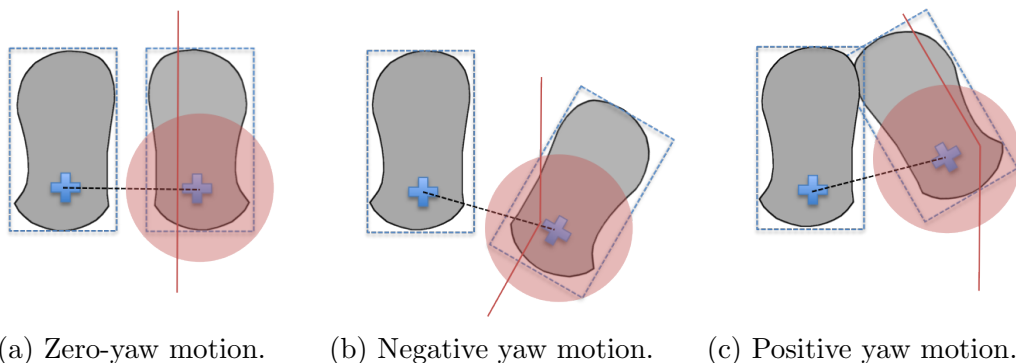 (a) Zero-yaw motion.
(b) Negative yaw motion.
(c) Positive yaw motion.